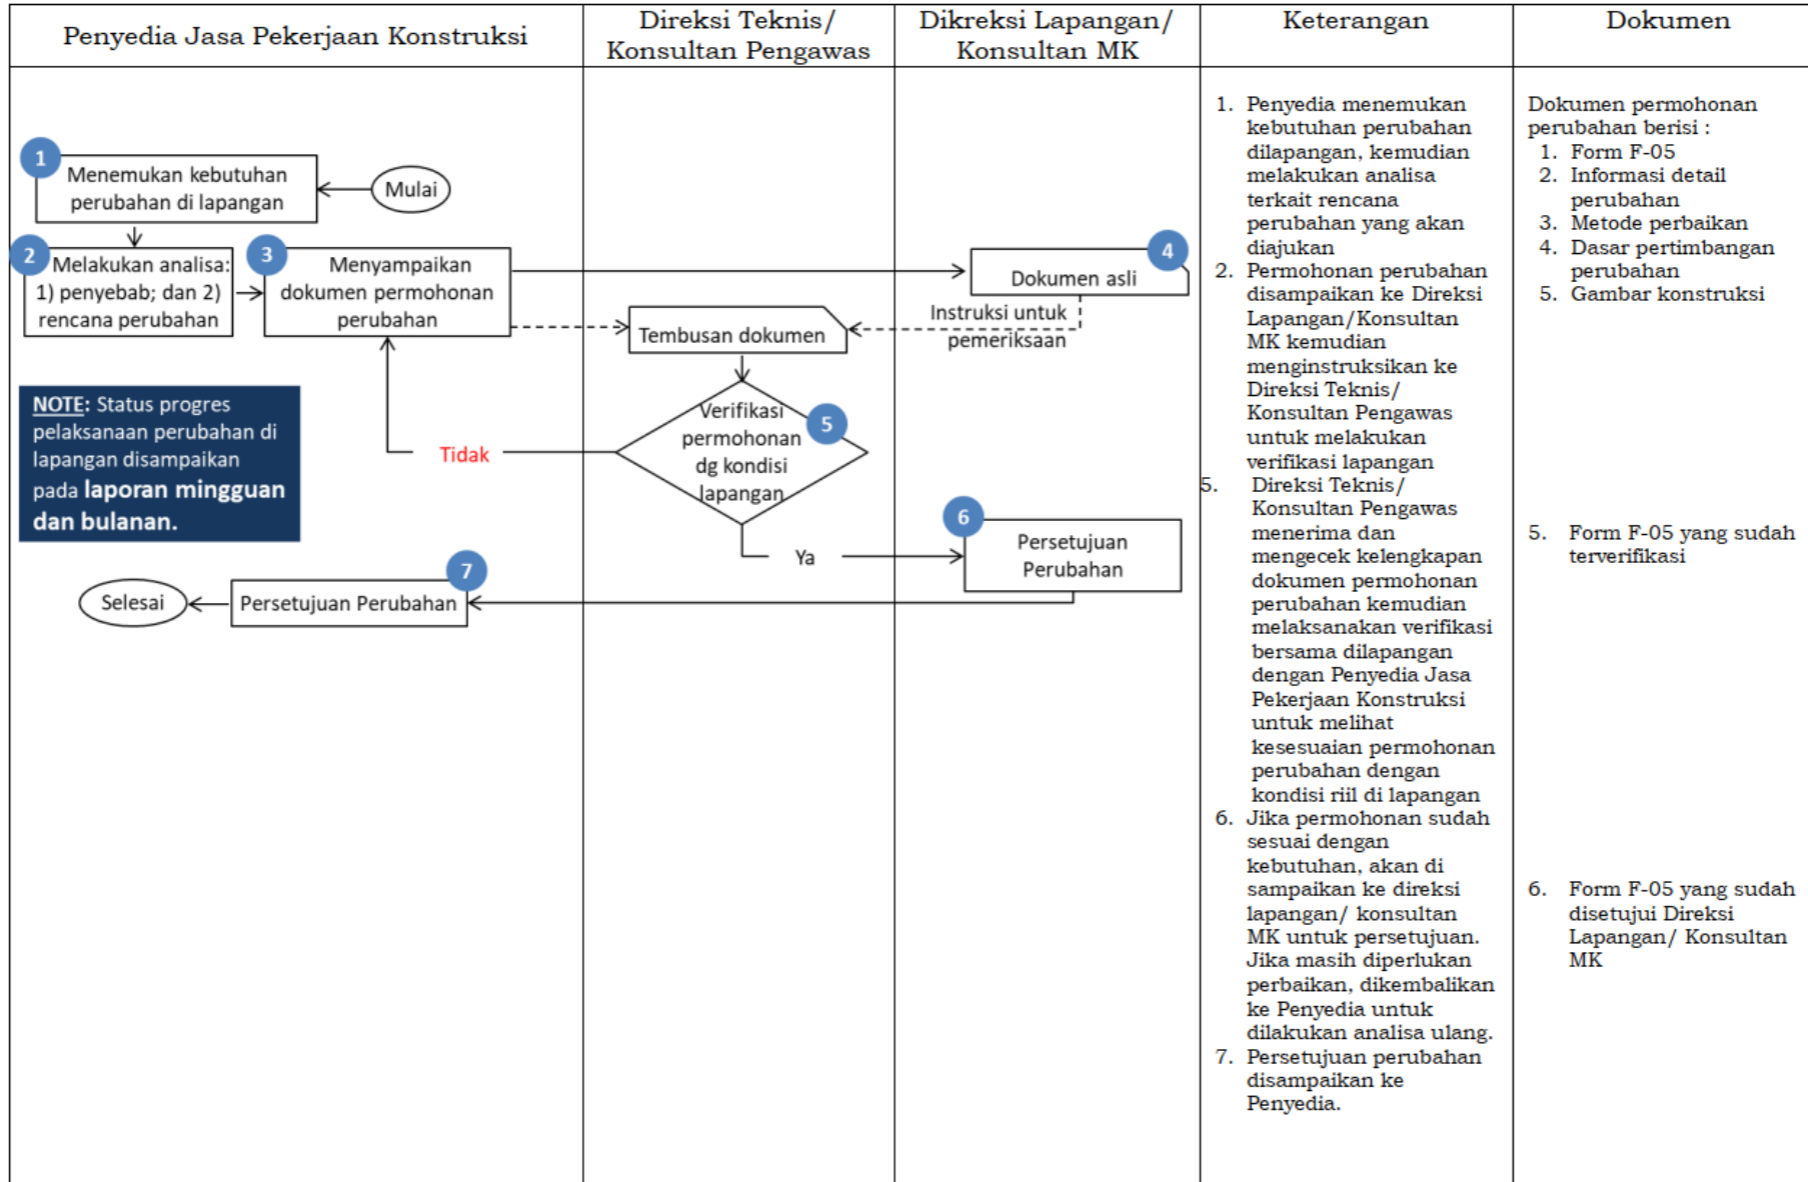 Penyedia Jasa Pekerjaan Konstruksi
Direksi Teknis/
Konsultan Pengawas
Dikreksi Lapangan/
Konsultan MK
Keterangan
Dokumen
1
Menemukan kebutuhan
perubahan di lapangan
Mulai
2
Melakukan analisa:
1) penyebab; dan 2)
rencana perubahan
3
Menyampaikan
dokumen permohonan
perubahan
4
Dokumen asli
Instruksi untuk
pemeriksaan
Tembusan dokumen
Verifikasi
permohonan
dg kondisi
lapangan
5
Tidak
NOTE: Status progres
pelaksanaan perubahan di
lapangan disampaikan
pada laporan mingguan
dan bulanan.
Ya
6
Persetujuan
Perubahan
7
Persetujuan Perubahan
Selesai
1. Penyedia menemukan
kebutuhan perubahan
dilapangan, kemudian
melakukan analisa
terkait rencana
perubahan yang akan
diajukan
2. Permohonan perubahan
disampaikan ke Direksi
Lapangan/Konsultan
MK kemudian
menginstruksikan ke
Direksi Teknis/
Konsultan Pengawas
untuk melakukan
verifikasi lapangan
5. Direksi Teknis/
Konsultan Pengawas
menerima dan
mengecek kelengkapan
dokumen permohonan
perubahan kemudian
melaksanakan verifikasi
bersama dilapangan
dengan Penyedia Jasa
Pekerjaan Konstruksi
untuk melihat
kesesuaian permohonan
perubahan dengan
kondisi riil di lapangan
6. Jika permohonan sudah
sesuai dengan
kebutuhan, akan di
sampaikan ke direksi
lapangan/ konsultan
MK untuk persetujuan.
Jika masih diperlukan
perbaikan, dikembalikan
ke Penyedia untuk
dilakukan analisa ulang.
7. Persetujuan perubahan
disampaikan ke
Penyedia.
Dokumen permohonan
perubahan berisi :
1. Form F-05
2. Informasi detail
perubahan
3. Metode perbaikan
4. Dasar pertimbangan
perubahan
5. Gambar konstruksi
5. Form F-05 yang sudah
terverifikasi
6. Form F-05 yang sudah
disetujui Direksi
Lapangan/ Konsultan
MK